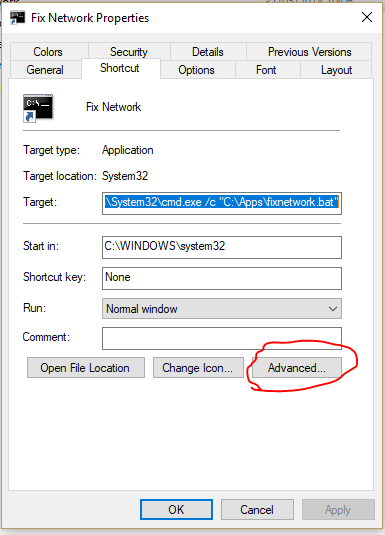 Fix Network Properties
Colors Security Details Previous Versions
General Shortcut Options Font Layout
C:\.
Fix Network
Target type: Application
Target location: System32
Target: \System32\cmd.exe /c "C:\Apps\fixnetwork.bat"
Start in: C:\WINDOWS\system32
Shortcut key: None
Run: Normal window
Comment:
Open File Location Change Icon... Advanced...
OK Cancel Apply